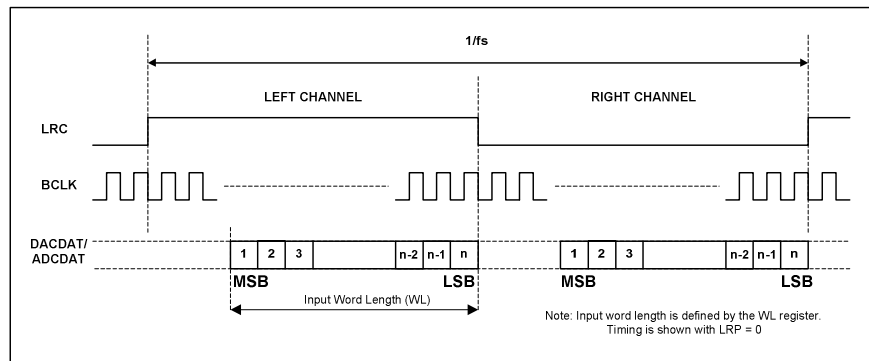 1/fs
LEFT CHANNEL RIGHT CHANNEL
LRC
BCLK
DACDAT/
ADCDAT
1 2 3 n-2 n-1 n 1 2 3 n-2 n-1 n
MSB LSB MSB LSB
Input Word Length (WL)
Note: Input word length is defined by the WL register.
Timing is shown with LRP = 0